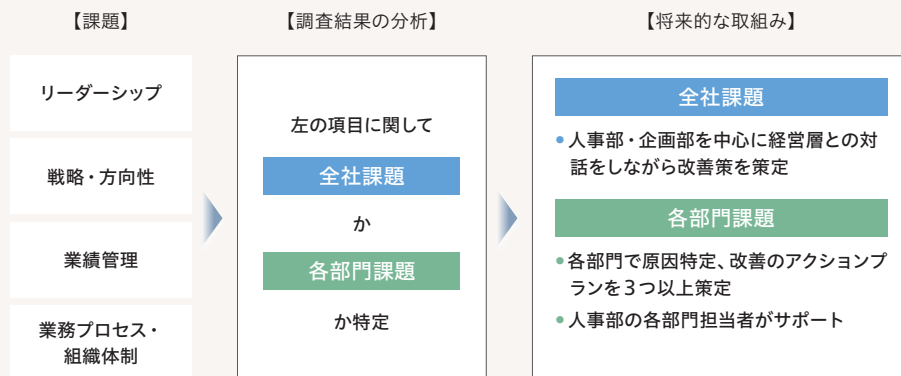 【課題】
リーダーシップ
戦略・方向性
業績管理
業務プロセス・
組織体制
【調査結果の分析】
左の項目に関して
全社課題
か
各部門課題
か特定
【将来的な取組み】
全社課題
•人事部・企画部を中心に経営層との対
話をしながら改善策を策定
各部門課題
•各部門で原因特定、改善のアクションプ
ランを3つ以上策定
•人事部の各部門担当者がサポート